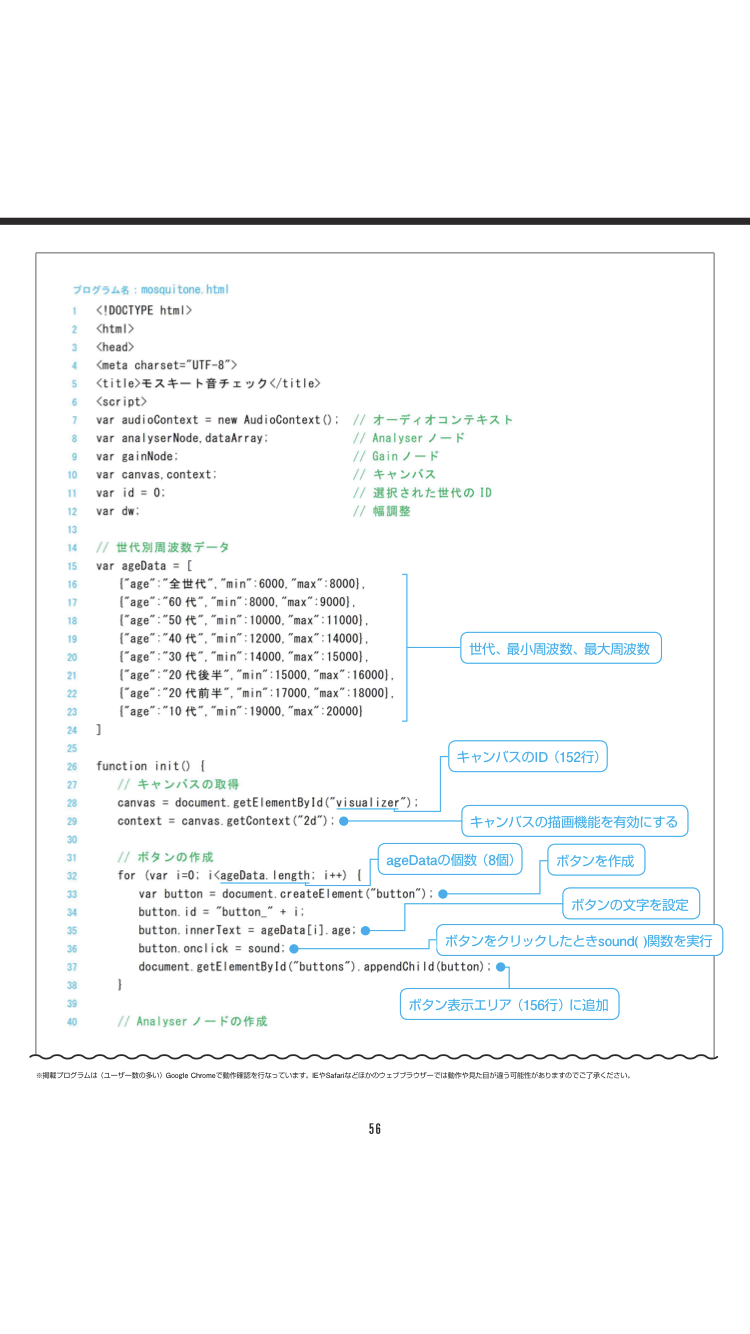 プログラム名：mosquitone.html
1 <!DOCTYPE html>
2 <html>
3 <head>
4 <meta charset="UTF-8">
5 <title>モスキート音チェック</title>
6 <script>
7 var audioContext = new AudioContext(); // オーディオコンテキスト
8 var analyserNode,dataArray; // Analyser ノード
9 var gainNode; // Gain ノード
10 var canvas,context; // キャンバス
11 var id = 0; // 選択された世代の ID
12 var dw; // 幅調整
13
14 // 世代別周波数データ
15 var ageData = [
16 {"age":"全世代","min":6000,"max":8000},
17 {"age":"60 代","min":8000,"max":9000},
18 {"age":"50 代","min":10000,"max":11000},
19 {"age":"40 代","min":12000,"max":14000},
世代、最小周波数、最大周波数
20 {"age":"30 代","min":14000,"max":15000},
21 {"age":"20 代後半","min":15000,"max":16000},
22 {"age":"20 代前半","min":17000,"max":18000},
23 {"age":"10 代","min":19000,"max":20000}
24 ]
25
26 function init() {
キャンバスのID（152行）
27 // キャンバスの取得
28 canvas = document.getElementById("visualizer");
29 context = canvas.getContext("2d");
キャンバスの描画機能を有効にする
30
31 // ボタンの作成
ageDataの個数（8個）
ボタンを作成
32 for (var i=0; i<ageData.length; i++) {
33 var button = document.createElement("button");
34 button.id = "button_" + i;
ボタンの文字を設定
35 button.innerText = ageData[i].age;
36 button.onclick = sound;
ボタンをクリックしたときsound( )関数を実行
37 document.getElementById("buttons").appendChild(button);
38 }
39
ボタン表示エリア（156行）に追加
40 // Analyser ノードの作成
※掲載プログラムは（ユーザー数の多い）Google Chromeで動作確認を行なっています。IEやSafariなどほかのウェブブラウザーでは動作や見た目が違う可能性がありますのでご了承ください。
56